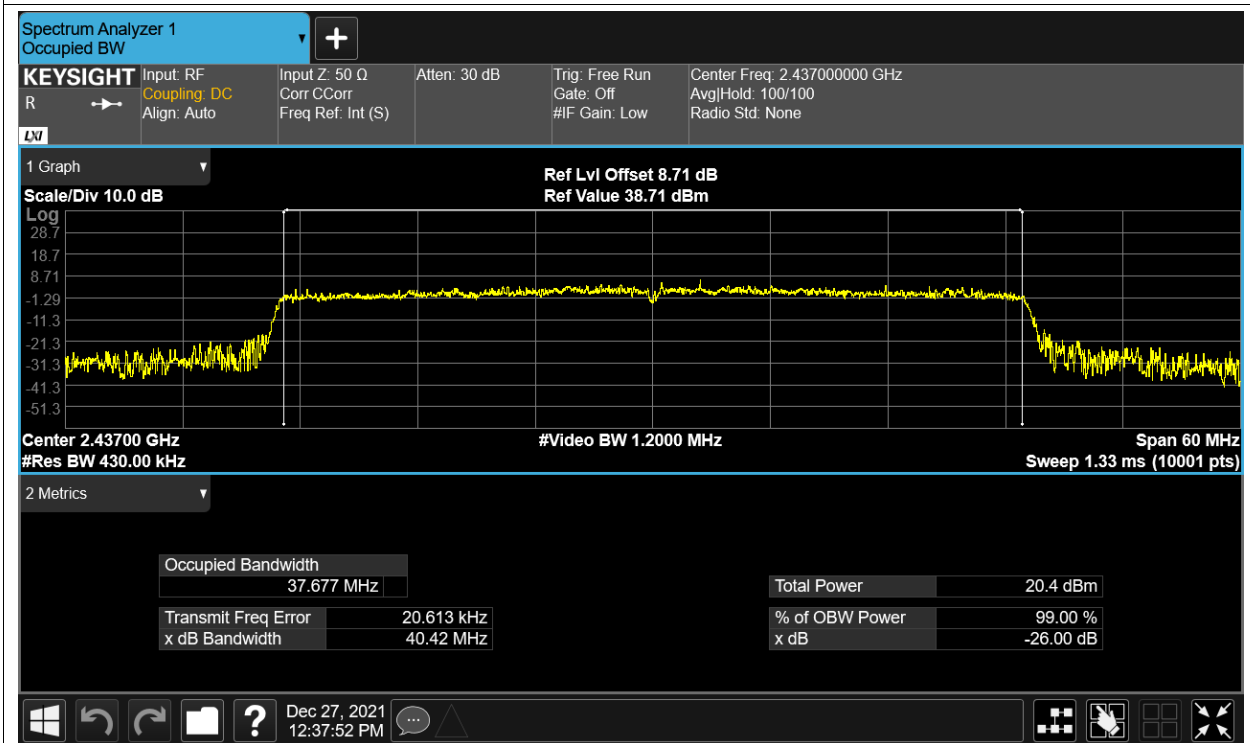 Spectrum Analyzer 1
Occupied BW
KEYSIGHT
R
LXI
Input: RF
Coupling: DC
Align: Auto
Input Z: 50 Ω
Corr CCorr
Freq Ref: Int (S)
Atten: 30 dB
Trig: Free Run
Gate: Off
#IF Gain: Low
Center Freq: 2.437000000 GHz
Avg|Hold: 100/100
Radio Std: None
1 Graph
Scale/Div 10.0 dB
Ref Lvl Offset 8.71 dB
Ref Value 38.71 dBm
Log
28.7
18.7
8.71
-1.29
-11.3
-21.3
-31.3
-41.3
-51.3
Center 2.43700 GHz
#Res BW 430.00 kHz
#Video BW 1.2000 MHz
Span 60 MHz
Sweep 1.33 ms (10001 pts)
2 Metrics
Occupied Bandwidth
37.677 MHz
Transmit Freq Error 20.613 kHz
x dB Bandwidth 40.42 MHz
Total Power 20.4 dBm
% of OBW Power 99.00 %
x dB -26.00 dB
?
Dec 27, 2021
12:37:52 PM